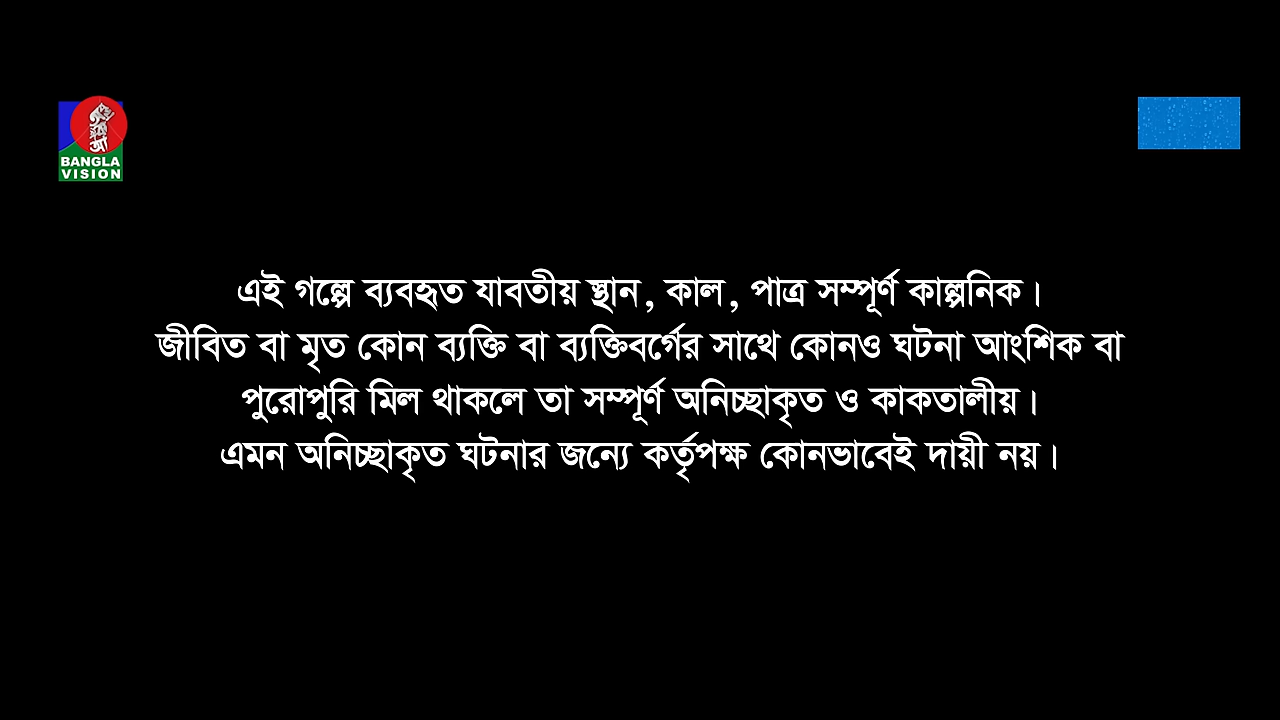 BANGLA
VISION
এই গল্পে ব্যবহৃত যাবতীয় স্থান, কাল, পাত্র সম্পূর্ণ কাল্পনিক।
জীবিত বা মৃত কোন ব্যক্তি বা ব্যক্তিবর্গের সাথে কোনও ঘটনা আংশিক বা
পুরোপুরি মিল থাকলে তা সম্পূর্ণ অনিচ্ছাকৃত ও কাকতালীয়।
এমন অনিচ্ছাকৃত ঘটনার জন্যে কর্তৃপক্ষ কোনভাবেই দায়ী নয়।